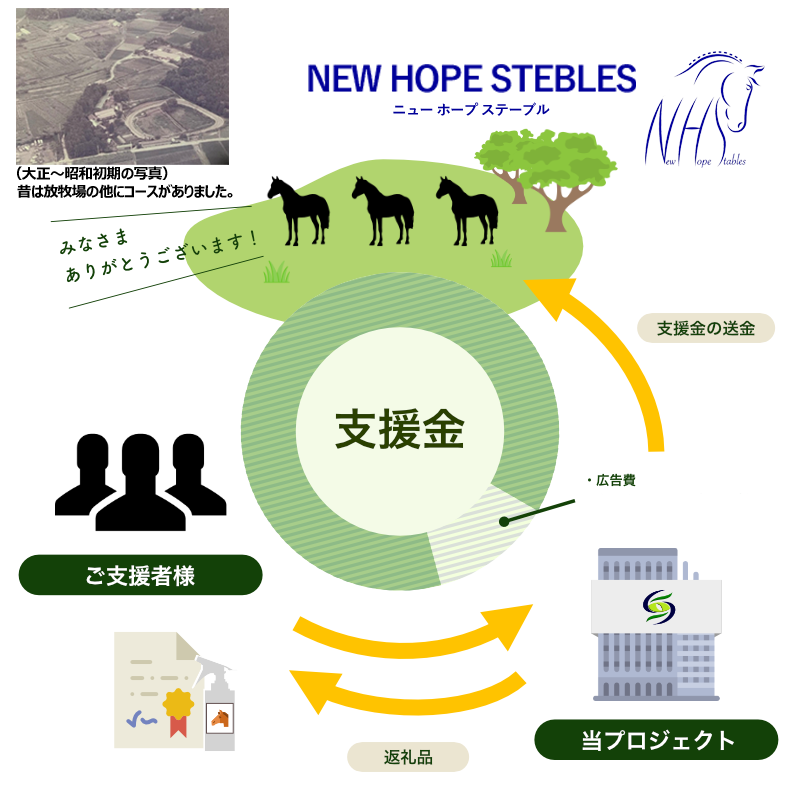 NEW HOPE STEBLES
ニュー ホープ ステーブル
NHS
New Hope Stables
（大正～昭和初期の写真）
昔は放牧場の他にコースがありました。
みなさま
ありがとうございます！
支援金の送金
支援金
・広告費
ご支援者様
返礼品
当プロジェクト